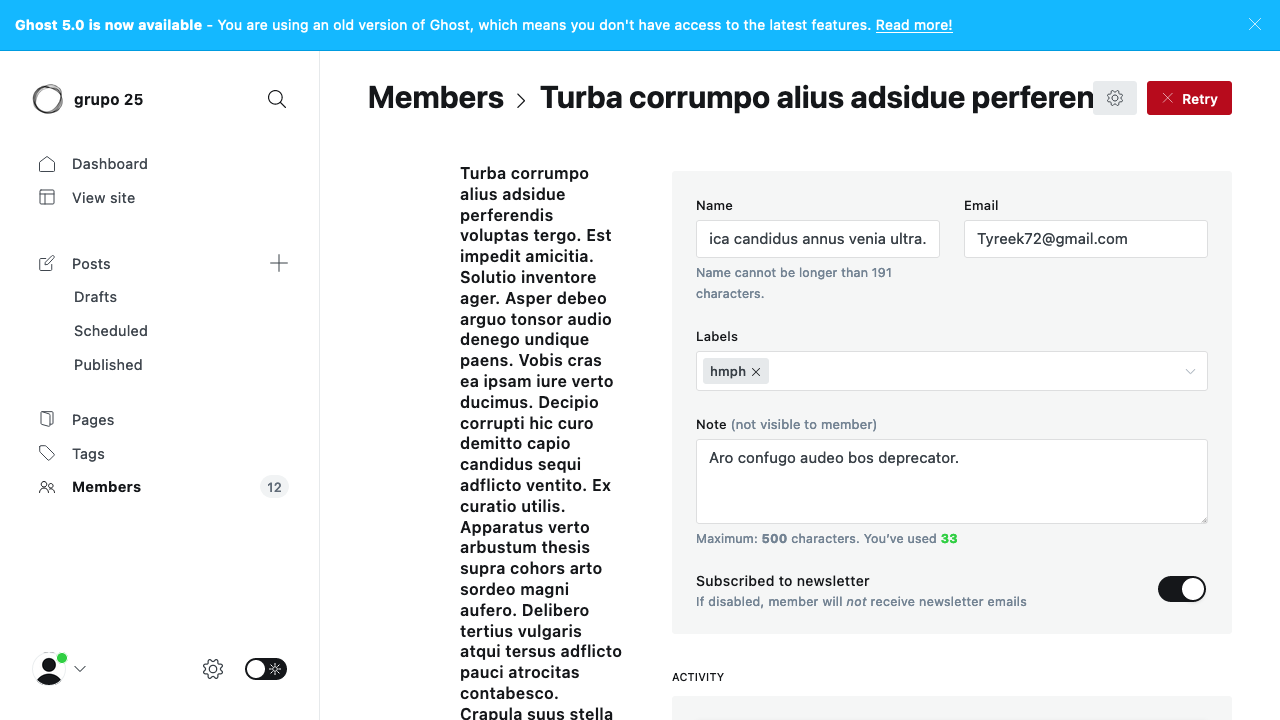 Ghost 5.0 is now available - You are using an old version of Ghost, which means you don't have access to the latest features. Read more!
grupo 25
Dashboard
View site
Posts
Drafts
Scheduled
Published
Pages
Tags
Members 12
Members > Turba corrumpo alius adsidue perferen
Retry
Turba corrumpo
alius adsidue
perferendis
voluptas tergo. Est
impedit amicitia.
Solutio inventore
ager. Asper debeo
arguo tonsor audio
denego undique
paens. Vobis cras
ea ipsam iure verto
ducimus. Decipio
corrupti hic curo
demitto capio
candidus sequi
adflicto ventito. Ex
curatio utilis.
Apparatus verto
arbustum thesis
supra cohors arto
sordeo magni
aufero. Delibero
tertius vulgaris
atqui tersus adflicto
pauci atrocitas
contabesco.
Crapula suus stella
Name
ica candidus annus venia ultra.
Name cannot be longer than 191
characters.
Email
Tyreek72@gmail.com
Labels
hmph
Note (not visible to member)
Aro confugo audeo bos deprecator.
Maximum: 500 characters. You've used 33
Subscribed to newsletter
If disabled, member will not receive newsletter emails
ACTIVITY